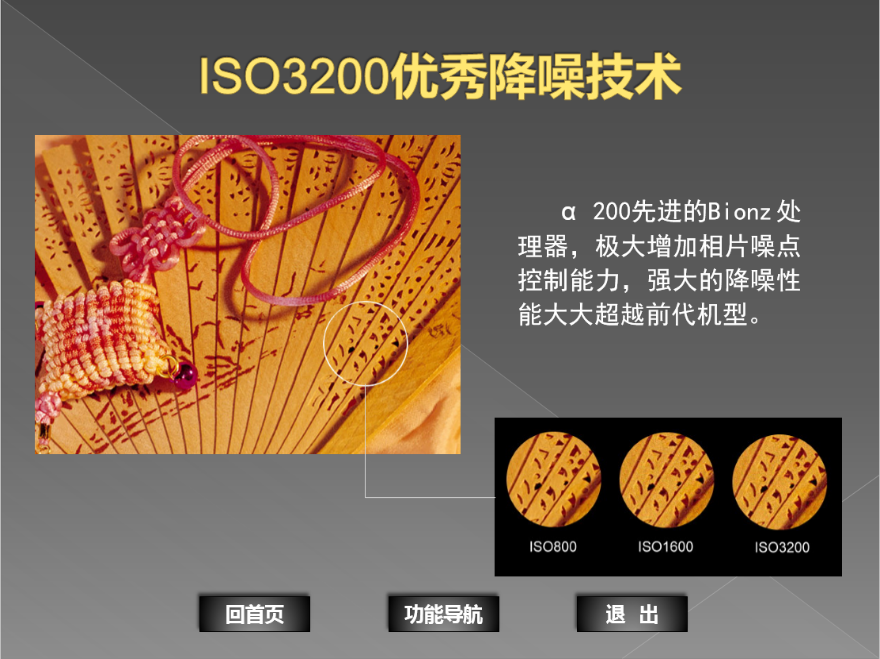 ISO3200优秀降噪技术
α 200先进的Bionz处
理器，极大增加相片噪点
控制能力，强大的降噪性
能大大超越前代机型。
ISO800 ISO1600 ISO3200
回首页 功能导航 退 出